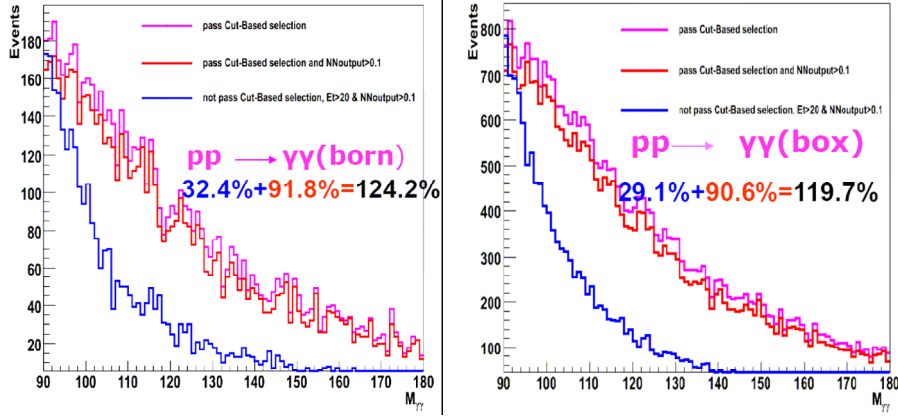 Events
180
160
140
120
100
80
60
40
20
pass Cut-Based selection
pass Cut-Based selection and NNoutput>0.1
not pass Cut-Based selection, Et>20 & NNoutput>0.1
pp → γγ(born)
32.4%+91.8%=124.2%
90 100 110 120 130 140 150 160 170 180
Mγγ
Events
800
700
600
500
400
300
200
100
pass Cut-Based selection
pass Cut-Based selection and NNoutput>0.1
not pass Cut-Based selection, Et>20 & NNoutput>0.1
pp → γγ(box)
29.1%+90.6%=119.7%
90 100 110 120 130 140 150 160 170 180
Mγγ